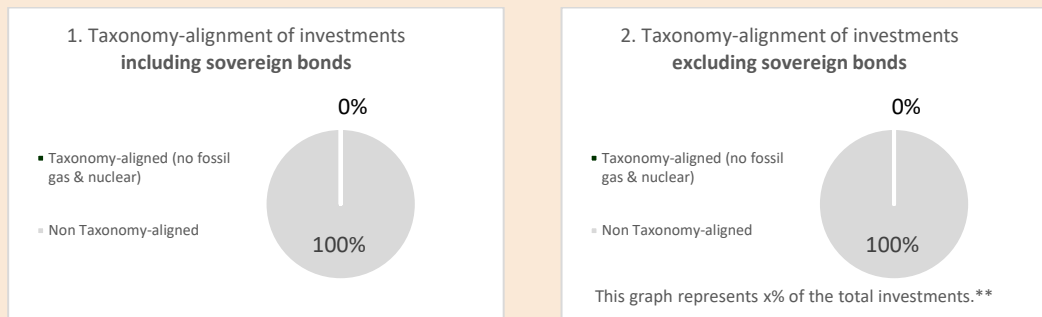 1. Taxonomy-alignment of investments
including sovereign bonds
0%
Taxonomy-aligned (no fossil
gas & nuclear)
Non Taxonomy-aligned
100%
2. Taxonomy-alignment of investments
excluding sovereign bonds
0%
Taxonomy-aligned (no fossil
gas & nuclear)
Non Taxonomy-aligned
100%
This graph represents x% of the total investments.**